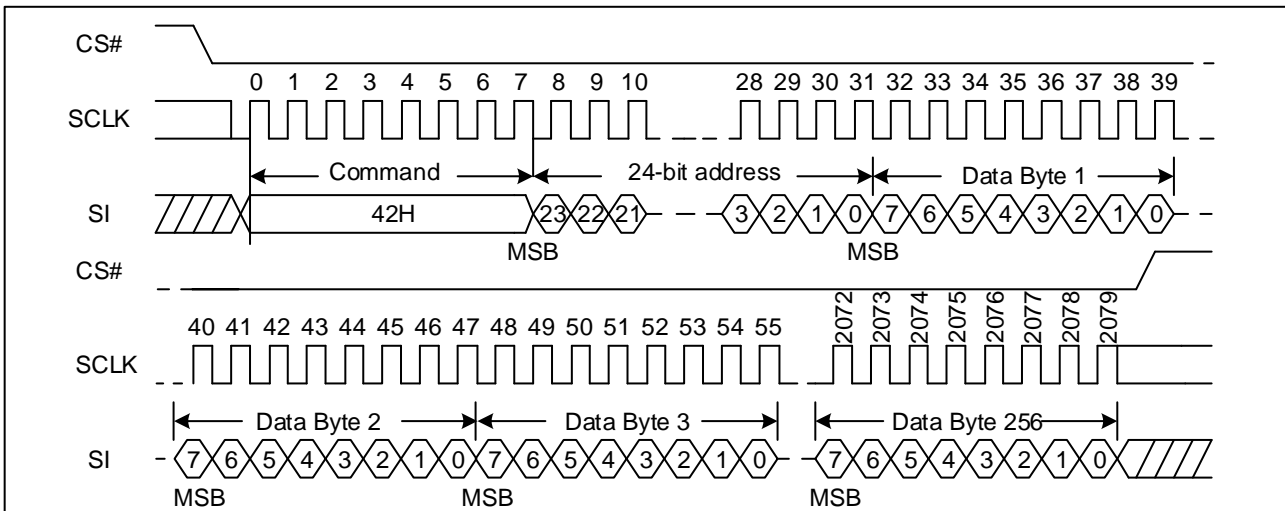 CS#
0 1 2 3 4 5 6 7 8 9 10 28 29 30 31 32 33 34 35 36 37 38 39
SCLK
Command 24-bit address Data Byte 1
SI 42H 23 22 21 3 2 1 0 7 6 5 4 3 2 1 0
MSB MSB
CS#
40 41 42 43 44 45 46 47 48 49 50 51 52 53 54 55 2072 2073 2074 2075 2076 2077 2078 2079
SCLK
Data Byte 2 Data Byte 3 Data Byte 256
SI 7 6 5 4 3 2 1 0 7 6 5 4 3 2 1 0 7 6 5 4 3 2 1 0
MSB MSB MSB